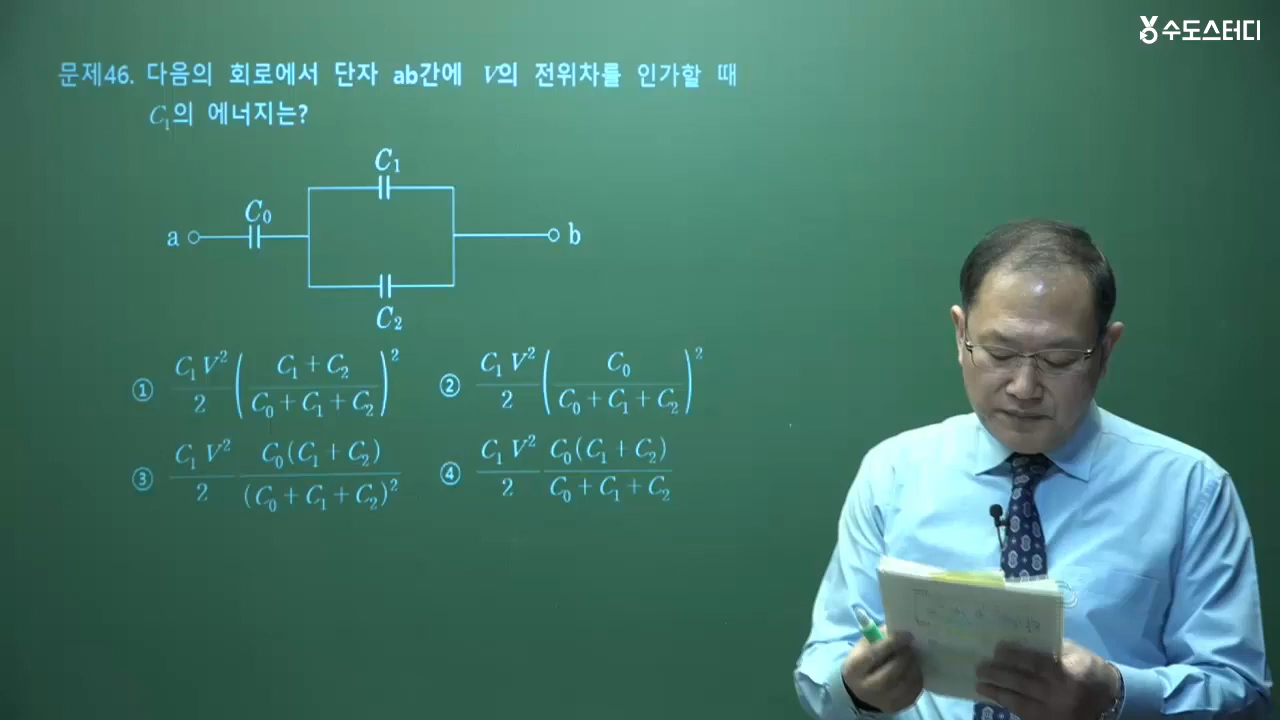 수도스터디
문제46. 다음의 회로에서 단자 ab간에 V의 전위차를 인가할 때
C₁의 에너지는?
C₁
C₀
a
b
C₂
① C₁V²/2 ((C₁+C₂)/(C₀+C₁+C₂))²
② C₁V²/2 (C₀/(C₀+C₁+C₂))²
③ C₁V²/2 C₀(C₁+C₂)/(C₀+C₁+C₂)²
④ C₁V²/2 C₀(C₁+C₂)/(C₀+C₁+C₂)